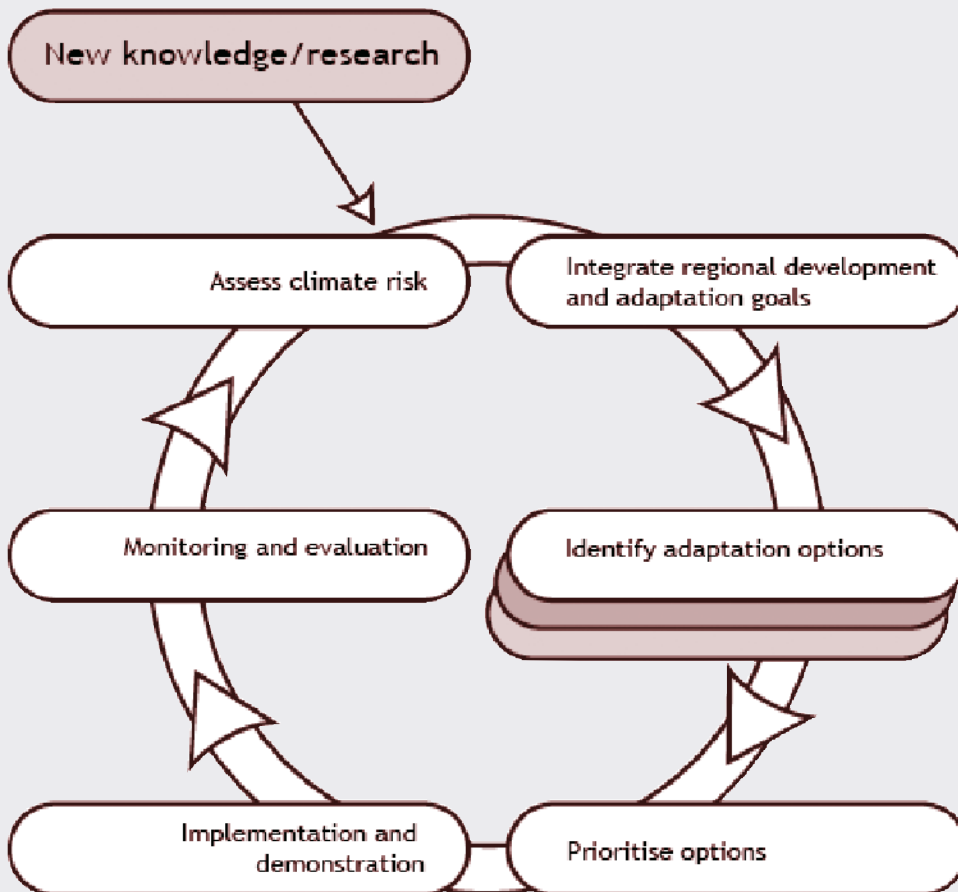 New knowledge/research
Assess climate risk
Integrate regional development
and adaptation goals
Monitoring and evaluation
Identify adaptation options
Implementation and
demonstration
Prioritise options